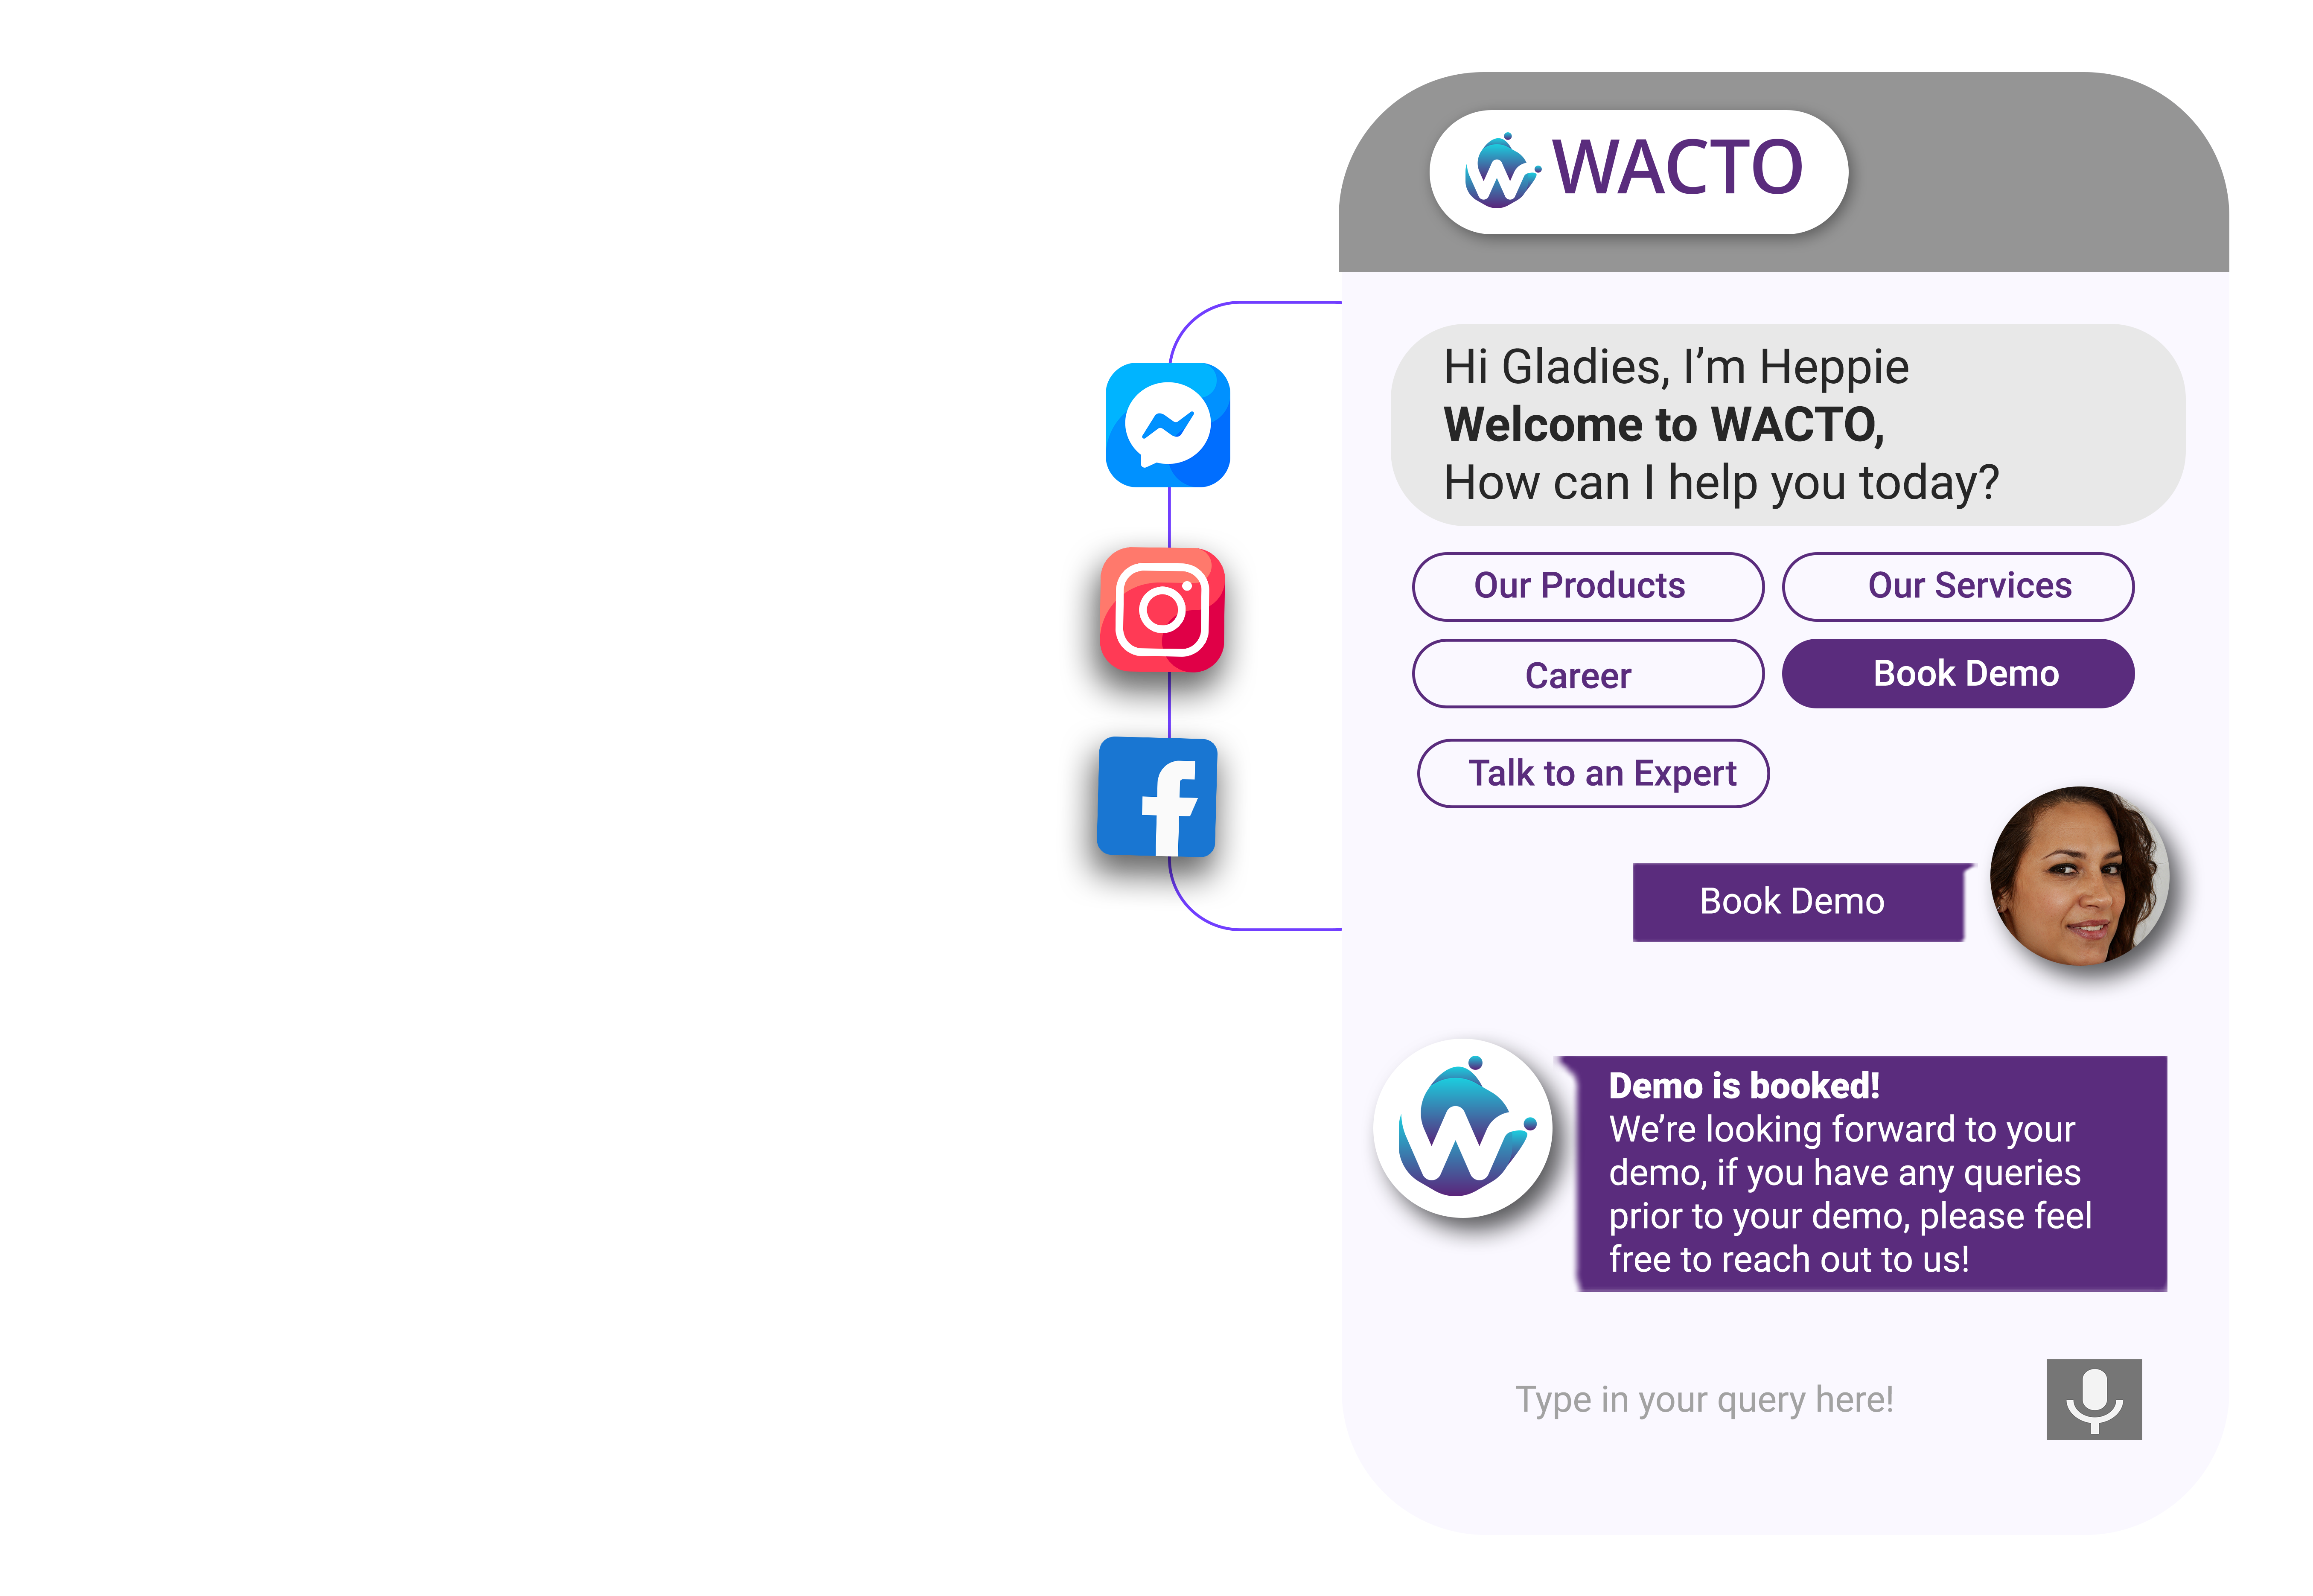 WACTO
Hi Gladies, I’m Heppie
Welcome to WACTO,
How can I help you today?
Our Products
Our Services
Career
Book Demo
Talk to an Expert
Book Demo
Demo is booked!
We’re looking forward to your
demo, if you have any queries
prior to your demo, please feel
free to reach out to us!
Type in your query here!